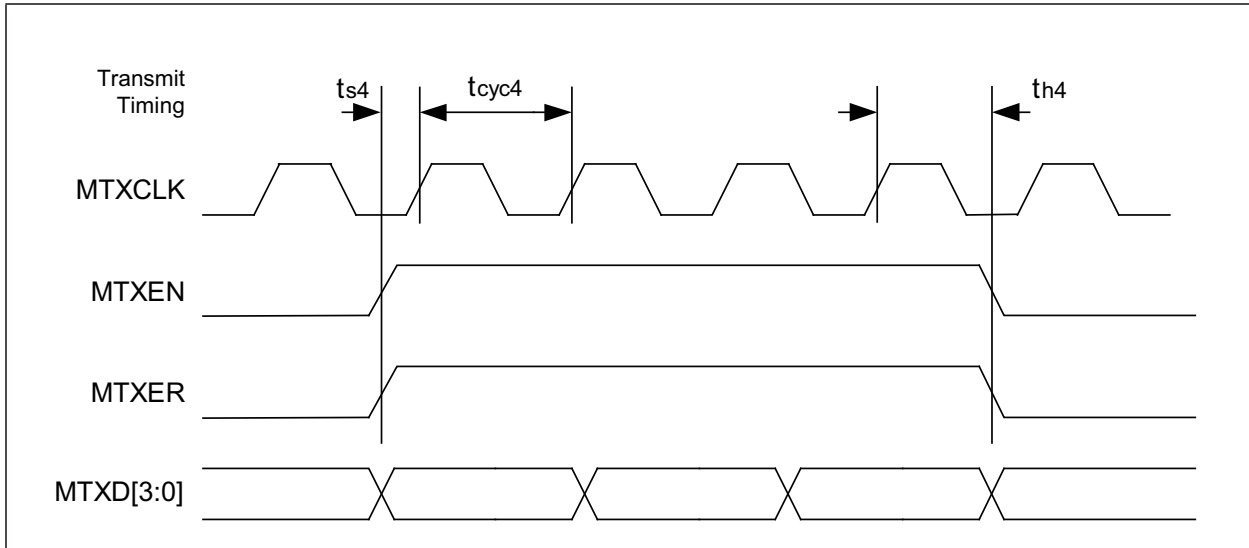 Transmit
Timing
ts4
tcyc4
th4
MTXCLK
MTXEN
MTXER
MTXD[3:0]